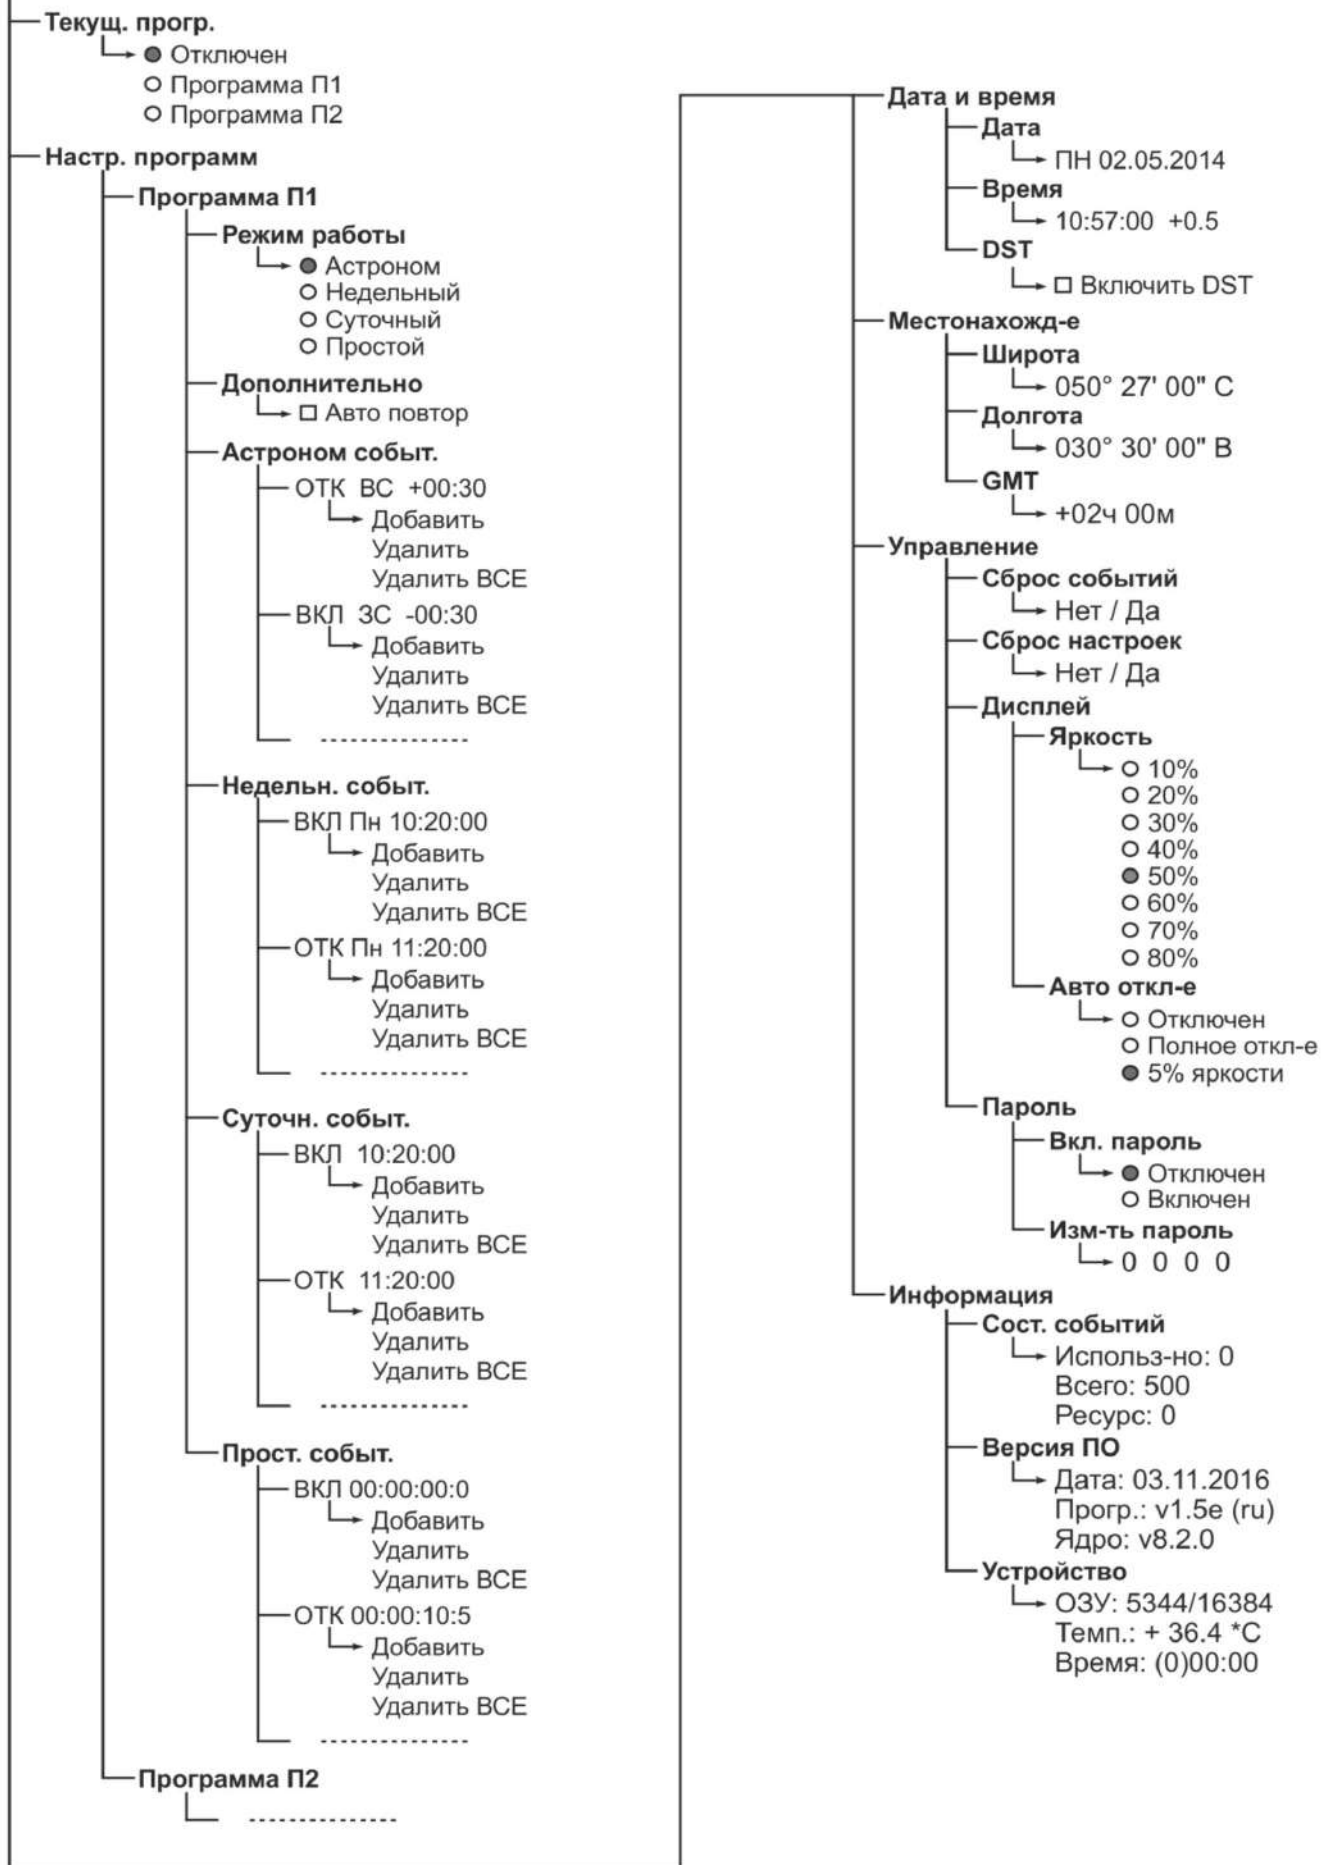 Текущ. прогр.
Отключен
Программа П1
Программа П2
Настр. программ
Программа П1
Режим работы
Астроном
Недельный
Суточный
Простой
Дополнительно
Авто повтор
Астроном событ.
ОТК ВС +00:30
Добавить
Удалить
Удалить ВСЕ
ВКЛ ЗС -00:30
Добавить
Удалить
Удалить ВСЕ
Недельн. событ.
ВКЛ Пн 10:20:00
Добавить
Удалить
Удалить ВСЕ
ОТК Пн 11:20:00
Добавить
Удалить
Удалить ВСЕ
Суточн. событ.
ВКЛ 10:20:00
Добавить
Удалить
Удалить ВСЕ
ОТК 11:20:00
Добавить
Удалить
Удалить ВСЕ
Прост. событ.
ВКЛ 00:00:00:0
Добавить
Удалить
Удалить ВСЕ
ОТК 00:00:10:5
Добавить
Удалить
Удалить ВСЕ
Программа П2
Дата и время
Дата
ПН 02.05.2014
Время
10:57:00 +0.5
DST
Включить DST
Местонахожд-е
Широта
050° 27' 00" С
Долгота
030° 30' 00" В
GMT
+02ч 00м
Управление
Сброс событий
Нет / Да
Сброс настроек
Нет / Да
Дисплей
Яркость
10%
20%
30%
40%
50%
60%
70%
80%
Авто откл-е
Отключен
Полное откл-е
5% яркости
Пароль
Вкл. пароль
Отключен
Включен
Изм-ть пароль
0 0 0 0
Информация
Сост. событий
Использ-но: 0
Всего: 500
Ресурс: 0
Версия ПО
Дата: 03.11.2016
Прогр.: v1.5e (ru)
Ядро: v8.2.0
Устройство
ОЗУ: 5344/16384
Темп.: + 36.4 *C
Время: (0)00:00